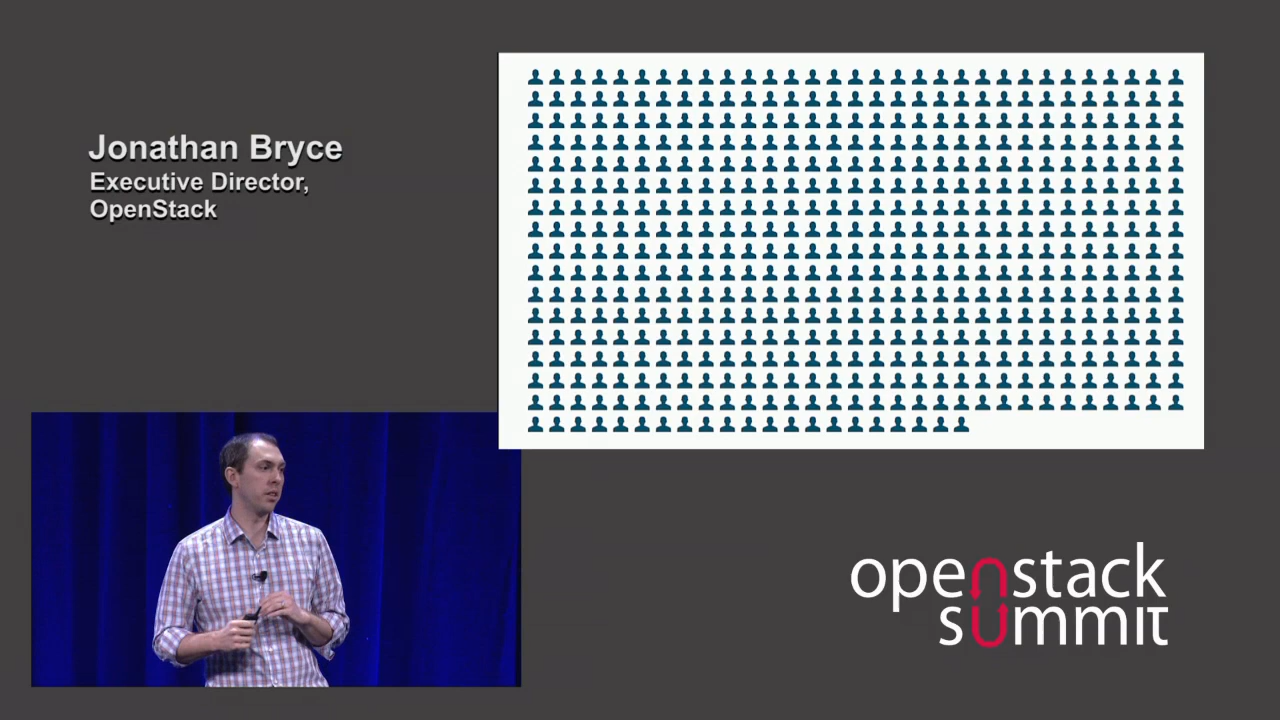 Jonathan Bryce
Executive Director,
OpenStack
openstack
summit